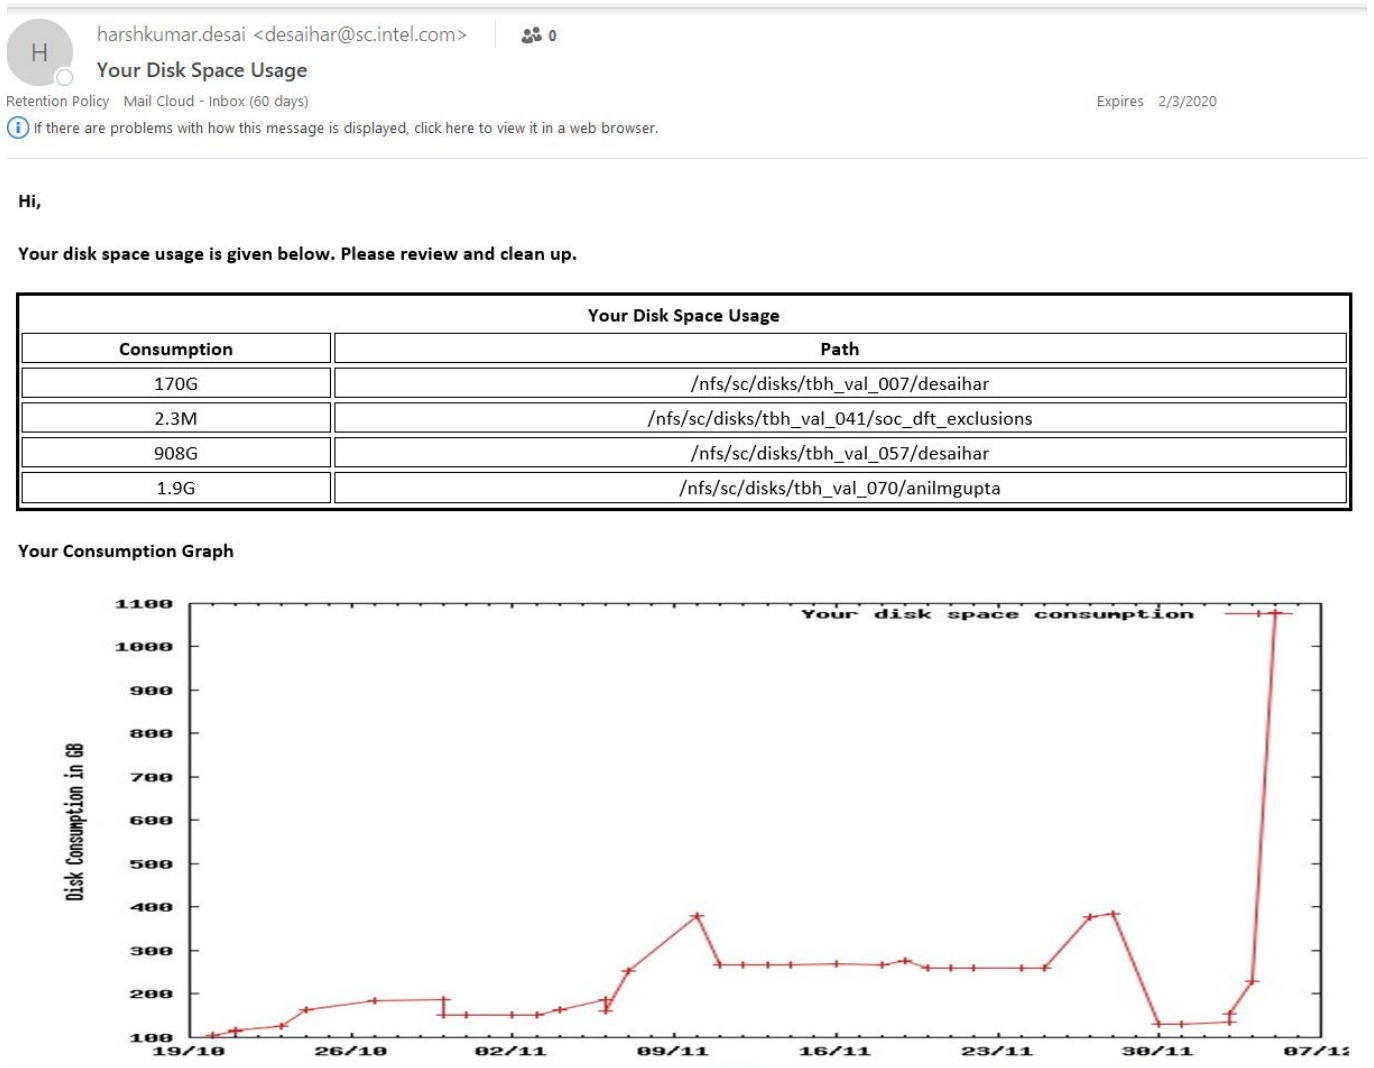 H
harshkumar.desai <desaihar@sc.intel.com>
0
Your Disk Space Usage
Retention Policy Mail Cloud - Inbox (60 days)
Expires 2/3/2020
If there are problems with how this message is displayed, click here to view it in a web browser.
Hi,
Your disk space usage is given below. Please review and clean up.
Your Disk Space Usage
Consumption Path
170G /nfs/sc/disks/tbh_val_007/desaihar
2.3M /nfs/sc/disks/tbh_val_041/soc_dft_exclusions
908G /nfs/sc/disks/tbh_val_057/desaihar
1.9G /nfs/sc/disks/tbh_val_070/anilmgupta
Your Consumption Graph
Your disk space consumption
Disk Consumption in GB
1100
1000
900
800
700
600
500
400
300
200
100
19/10 26/10 02/11 09/11 16/11 23/11 30/11 07/12